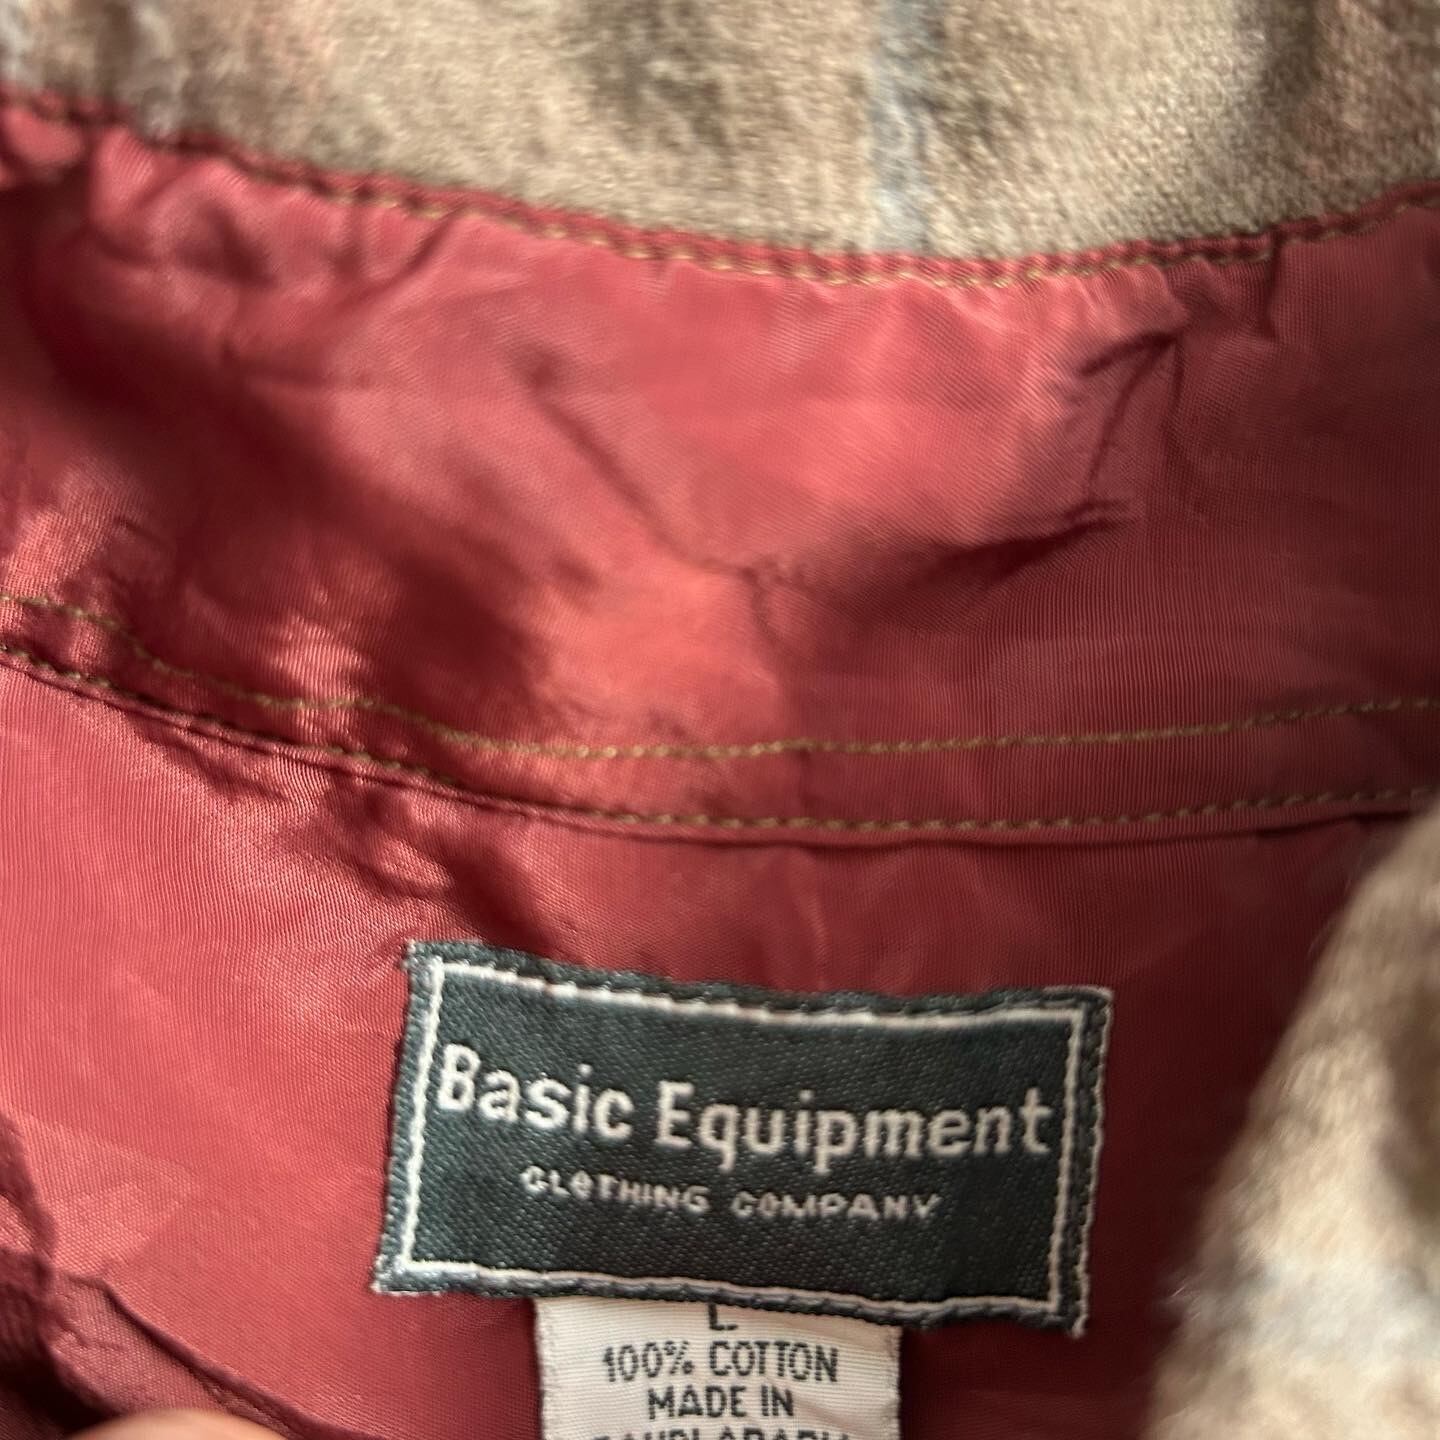 Basic Equipment
CLOTHING COMPANY
L.
100% COTTON
MADE IN